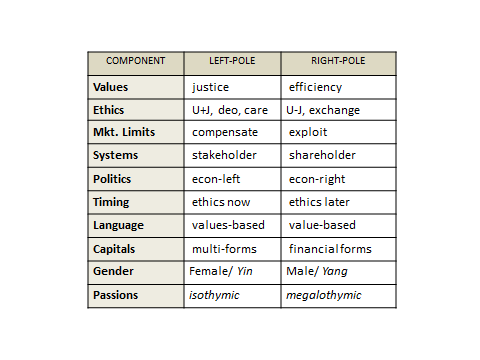 COMPONENT LEFT-POLE RIGHT-POLE
Values justice efficiency
Ethics U+J, deo, care U-J, exchange
Mkt. Limits compensate exploit
Systems stakeholder shareholder
Politics econ-left econ-right
Timing ethics now ethics later
Language values-based value-based
Capitals multi-forms financial forms
Gender Female/ Yin Male/ Yang
Passions isothymic megalothymic